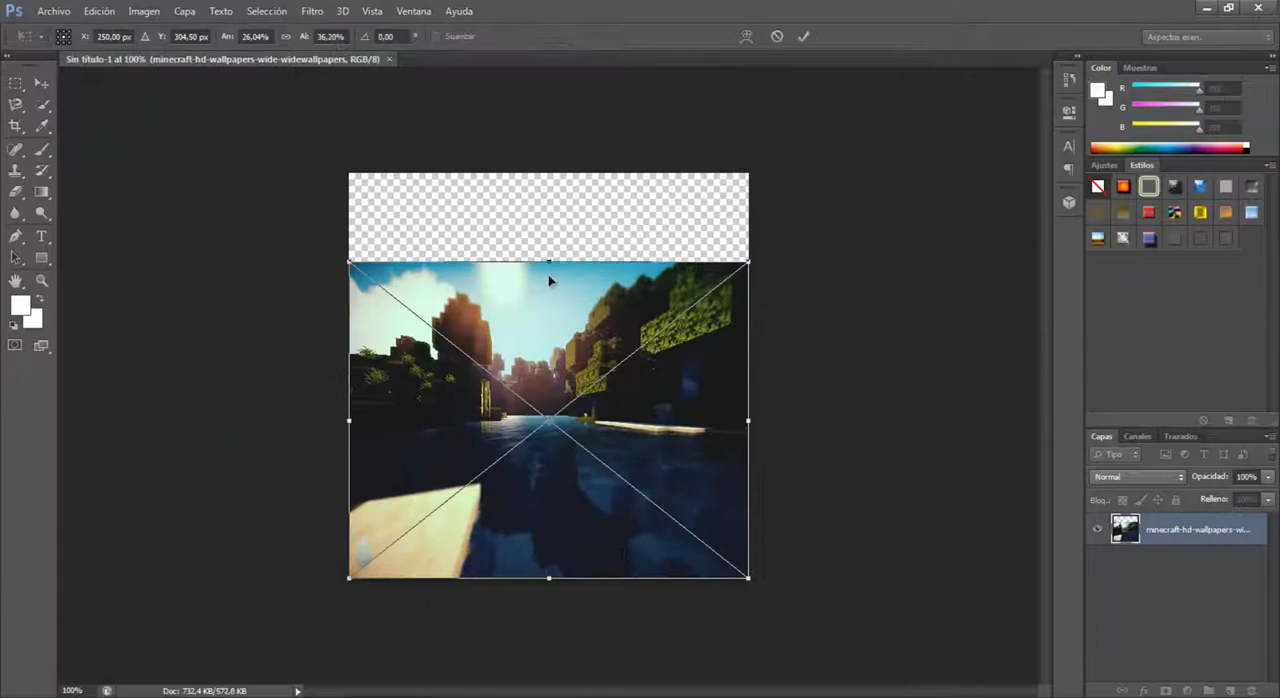 Ps Archivo Edición Imagen Capa Texto Selección Filtro 3D Vista Ventana Ayuda
X: 250,00 px Y: 304,50 px An: 26,04% Al: 36,20% 0,00 ° Suavizar Aspectos esen.
Sin título-1 al 100% (minecraft-hd-wallpapers-wide-widewallpapers, RGB/8) ×
Color Muestras
R
G
B
Ajustes Estilos
Capas Canales Trazados
Tipo
Normal Opacidad: 100%
Bloq.: Relleno: 100%
minecraft-hd-wallpapers-wi...
100% Doc: 732,4 KB/572,8 KB